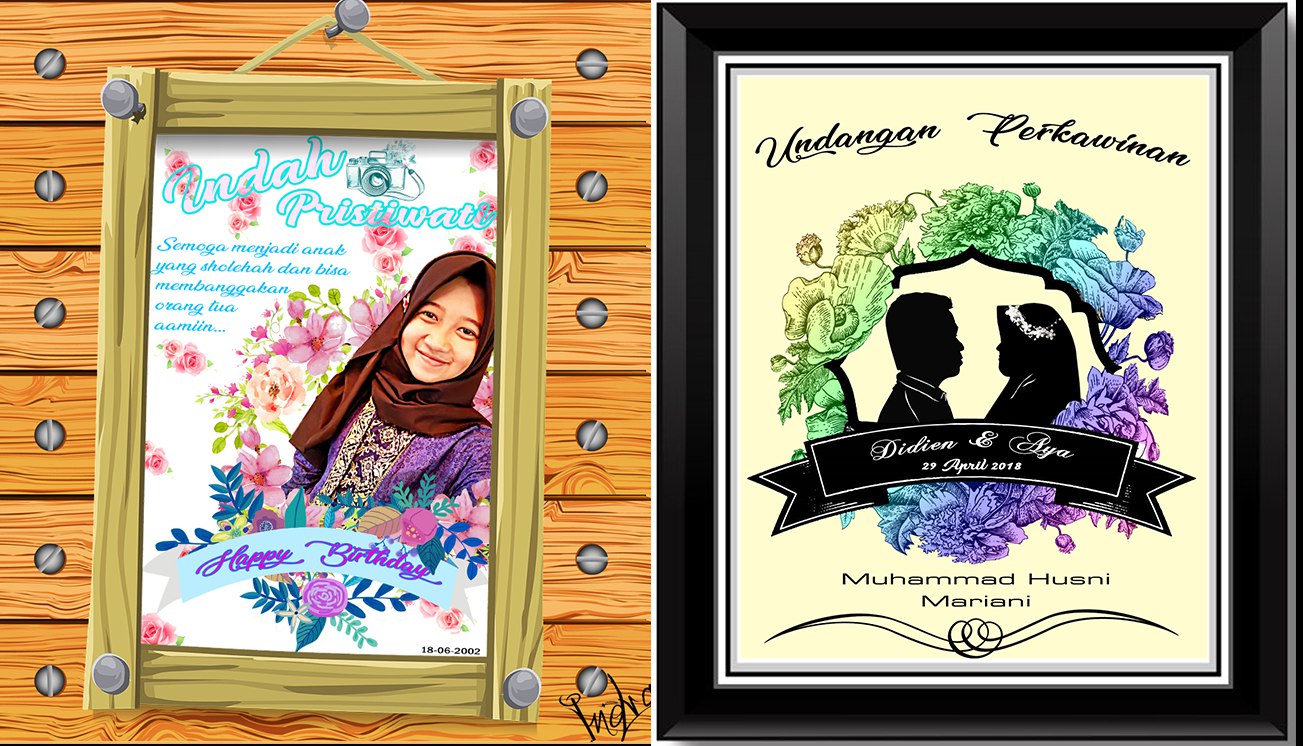 Indah
Pristiwati
Semoga menjadi anak
yang sholehah dan bisa
membanggakan
orang tua
aamiin...
Happy Birthday
18-06-2002
Undangan Perkawinan
Didien & Aya
29 April 2018
Muhammad Husni
Mariani